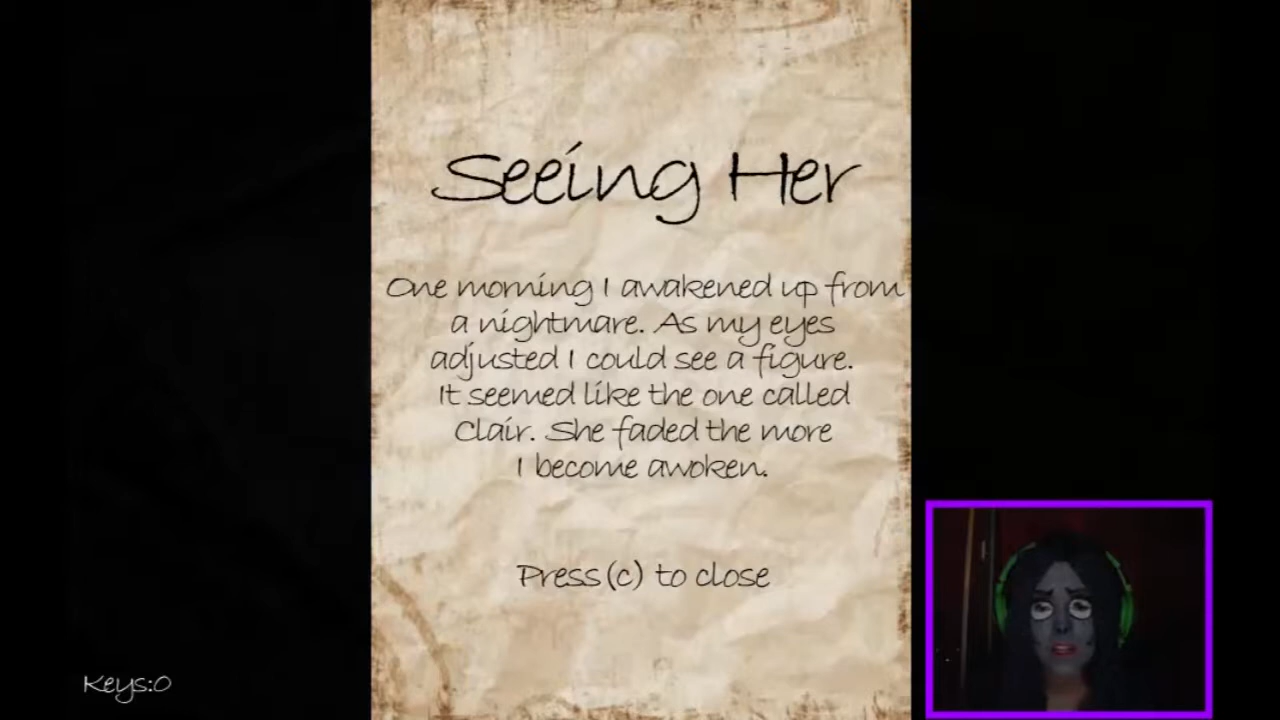 Seeing Her
One morning I awakened up from
a nightmare. As my eyes
adjusted I could see a figure.
It seemed like the one called
Clair. She faded the more
I become awoken.
Press (c) to close
Keys:0